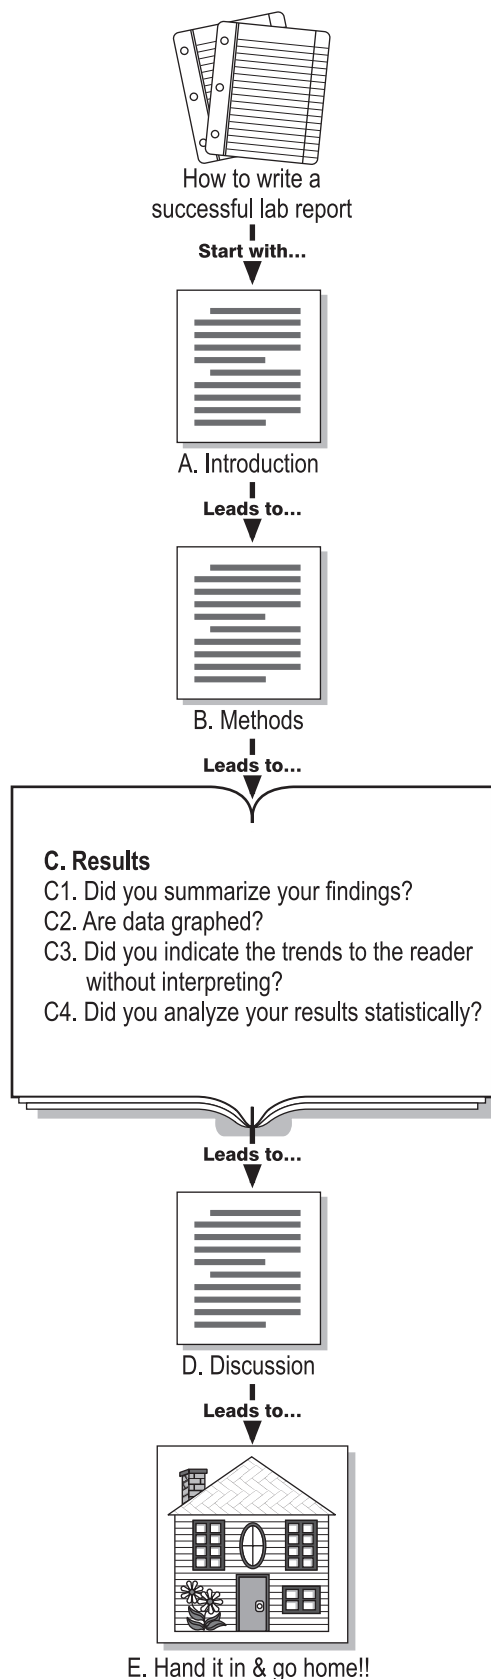 How to write a
successful lab report
Start with...
A. Introduction
Leads to...
B. Methods
Leads to...
C. Results
C1. Did you summarize your findings?
C2. Are data graphed?
C3. Did you indicate the trends to the reader
without interpreting?
C4. Did you analyze your results statistically?
Leads to...
D. Discussion
Leads to...
E. Hand it in & go home!!